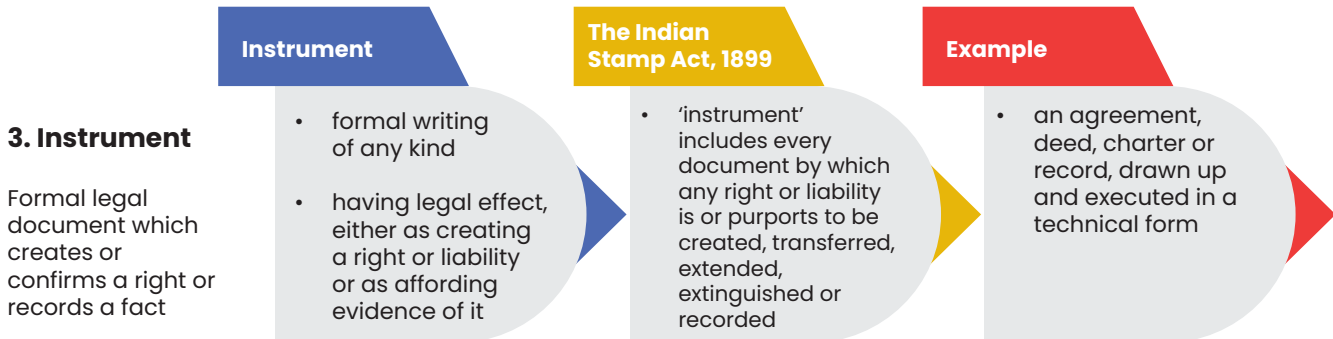 3. Instrument
Formal legal
document which
creates or
confirms a right or
records a fact
Instrument
• formal writing
of any kind
• having legal effect,
either as creating
a right or liability
or as affording
evidence of it
The Indian
Stamp Act, 1899
• ‘instrument’
includes every
document by which
any right or liability
is or purports to be
created, transferred,
extended,
extinguished or
recorded
Example
• an agreement,
deed, charter or
record, drawn up
and executed in a
technical form